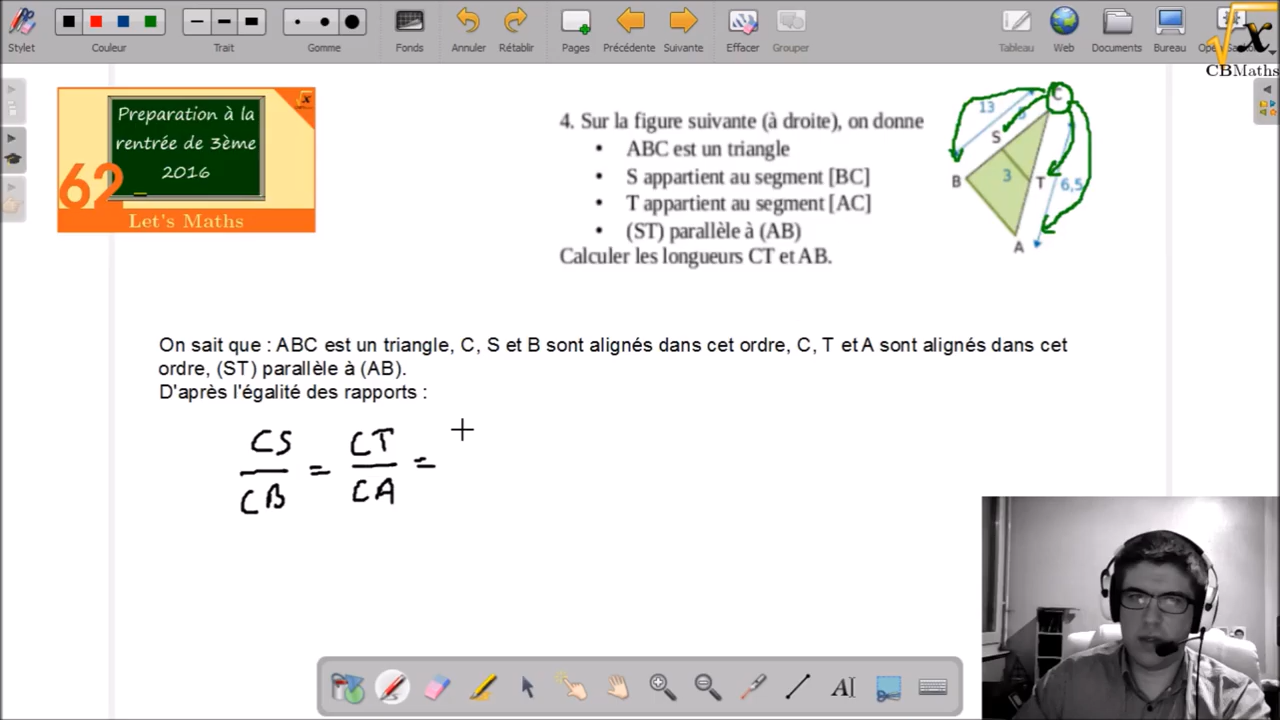 Stylet
Couleur
Trait
Gomme
Fonds
Annuler
Rétablir
Pages
Précédente
Suivante
Effacer
Grouper
Tableau
Web
Documents
Bureau
CBMaths
Preparation à la
rentrée de 3ème
2016
62
Let's Maths
4. Sur la figure suivante (à droite), on donne
• ABC est un triangle
• S appartient au segment [BC]
• T appartient au segment [AC]
• (ST) parallèle à (AB)
Calculer les longueurs CT et AB.
13
C
S
B
3
T
6,5
A
On sait que : ABC est un triangle, C, S et B sont alignés dans cet ordre, C, T et A sont alignés dans cet
ordre, (ST) parallèle à (AB).
D'après l'égalité des rapports :
CS CT
= =
CB CA
AI